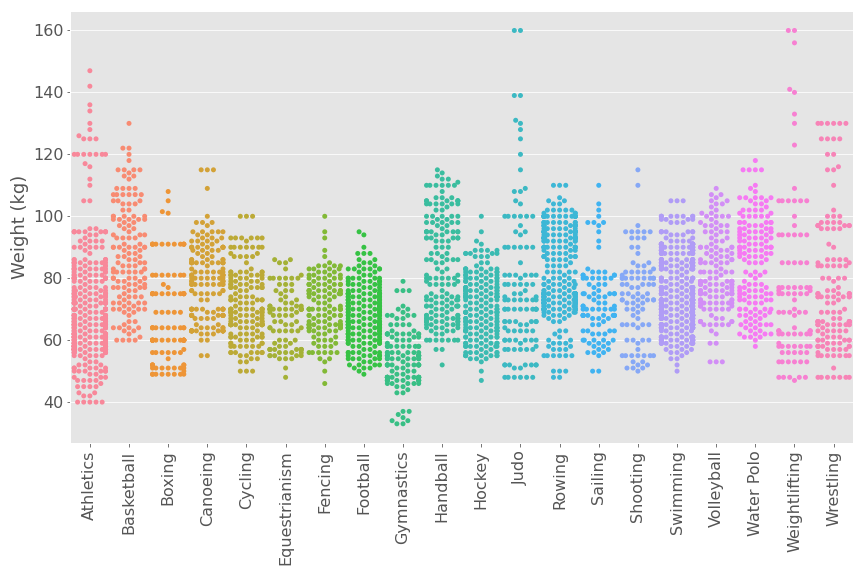 160
140
120
100
80
60
40
Weight (kg)
Athletics
Basketball
Boxing
Canoeing
Cycling
Equestrianism
Fencing
Football
Gymnastics
Handball
Hockey
Judo
Rowing
Sailing
Shooting
Swimming
Volleyball
Water Polo
Weightlifting
Wrestling